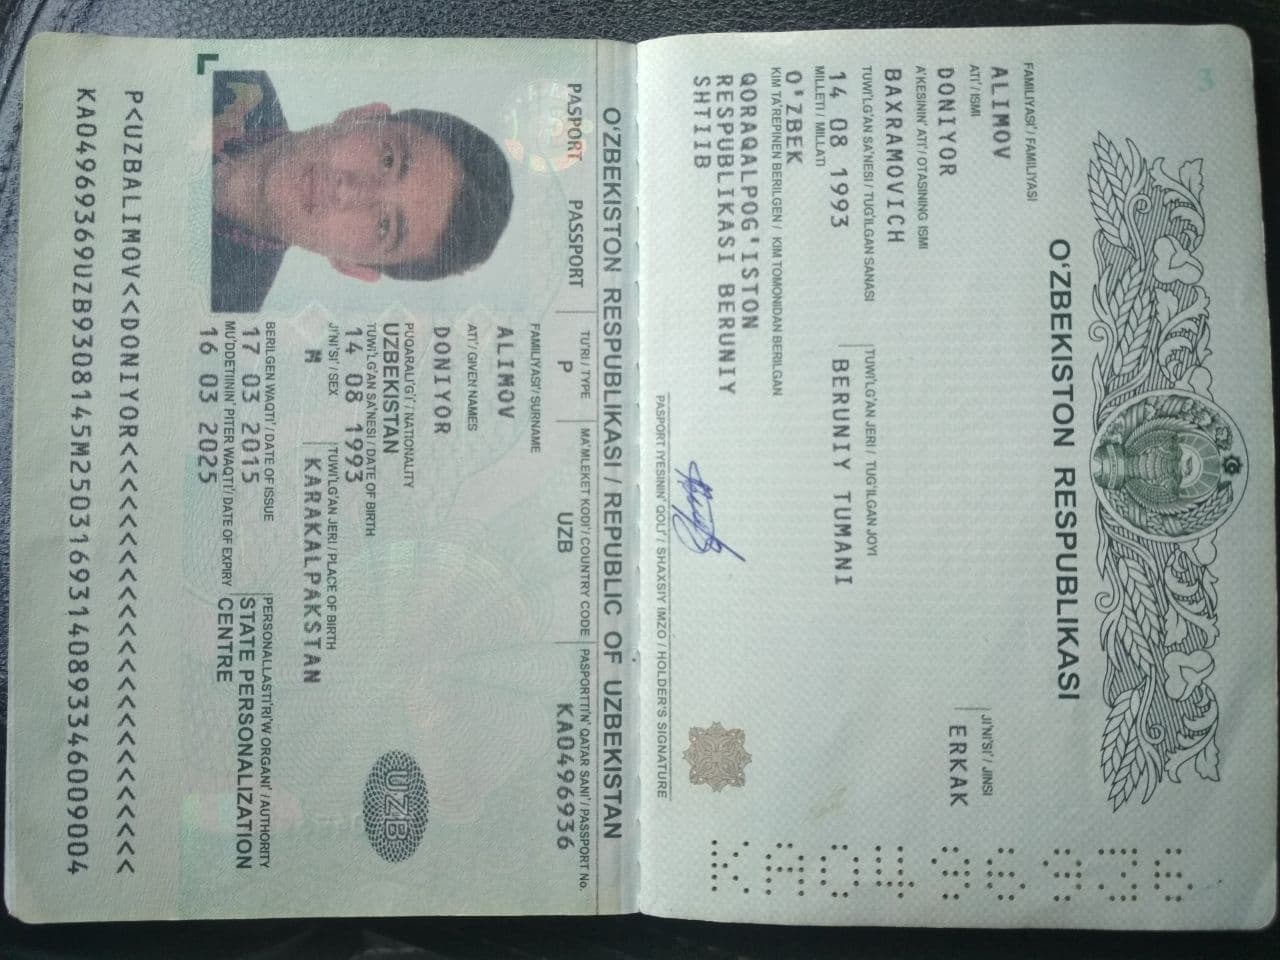 O‘ZBEKISTON RESPUBLIKASI
FAMILIYASI'/ FAMILIYASI
ALIMOV
ATI'/ ISMI
DONIYOR
JI'NI'SI'/ JINSI
ERKAK
A'KESININ' ATI'/ OTASINING ISMI
BAXRAMOVICH
TUWI'LG'AN SA'NESI / TUG'ILGAN SANASI
TUWI'LG'AN JERI / TUG'ILGAN JOYI
14 08 1993
BERUNIY TUMANI
MILLETI / MILLATI
O'ZBEK
KIM TA'REPINEN BERILGEN / KIM TOMONIDAN BERILGAN
QORAQALPOG'ISTON
RESPUBLIKASI BERUNIY
SHTIIB
PASPORT IYESININ' QOLI'/ SHAXSIY IMZO / HOLDER'S SIGNATURE
KA0496936
O‘ZBEKISTON RESPUBLIKASI / REPUBLIC OF UZBEKISTAN
PASPORT PASSPORT
TU'RI / TYPE
P
MA'MLEKET KODI'/ COUNTRY CODE
UZB
PASPORTTI'N' QATAR SANI'/ PASSPORT No.
KA0496936
FAMILIYASI'/ SURNAME
ALIMOV
ATI'/ GIVEN NAMES
DONIYOR
PUQARALI'G'I'/ NATIONALITY
UZBEKISTAN
UZB
TUWI'LG'AN SA'NESI / DATE OF BIRTH
14 08 1993
JI'NI'SI'/ SEX
M
TUWI'LG'AN JERI / PLACE OF BIRTH
KARAKALPAKSTAN
BERILGEN WAQTI'/ DATE OF ISSUE
17 03 2015
MU'DDETIININ' PITER WAQTI'/ DATE OF EXPIRY
16 03 2025
PERSONALLASTI'RI'W ORGANI'/ AUTHORITY
STATE PERSONALIZATION
CENTRE
P<UZBALIMOV<<DONIYOR<<<<<<<<<<<<<<<<<<<<<<<<
KA04969369UZB9308145M25031693140893346009004